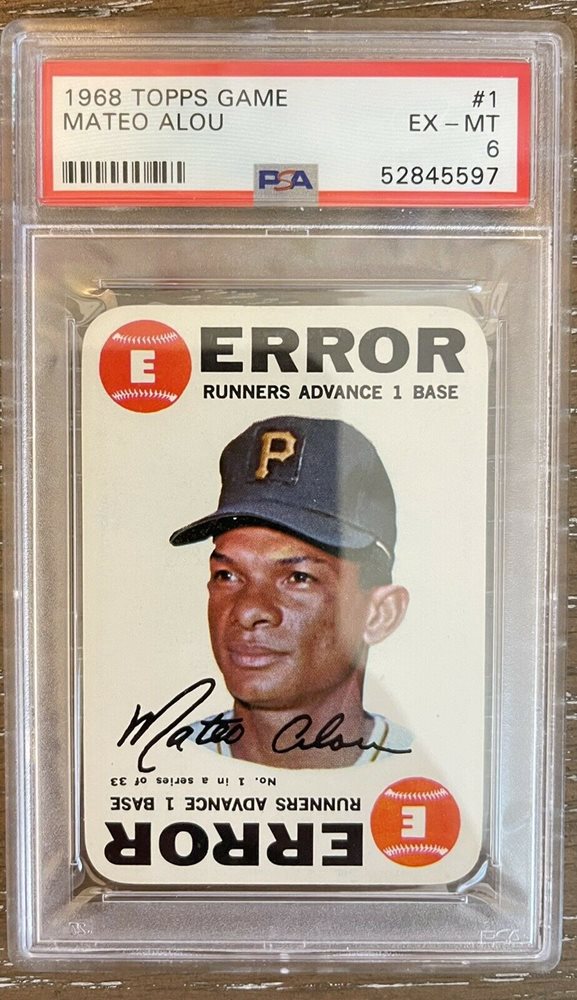 1968 TOPPS GAME #1
MATEO ALOU EX - MT
6
PSA 52845597
E ERROR
RUNNERS ADVANCE 1 BASE
P
Mateo Alou
No. 1 in a series of 33
RUNNERS ADVANCE 1 BASE
E ERROR
PSA